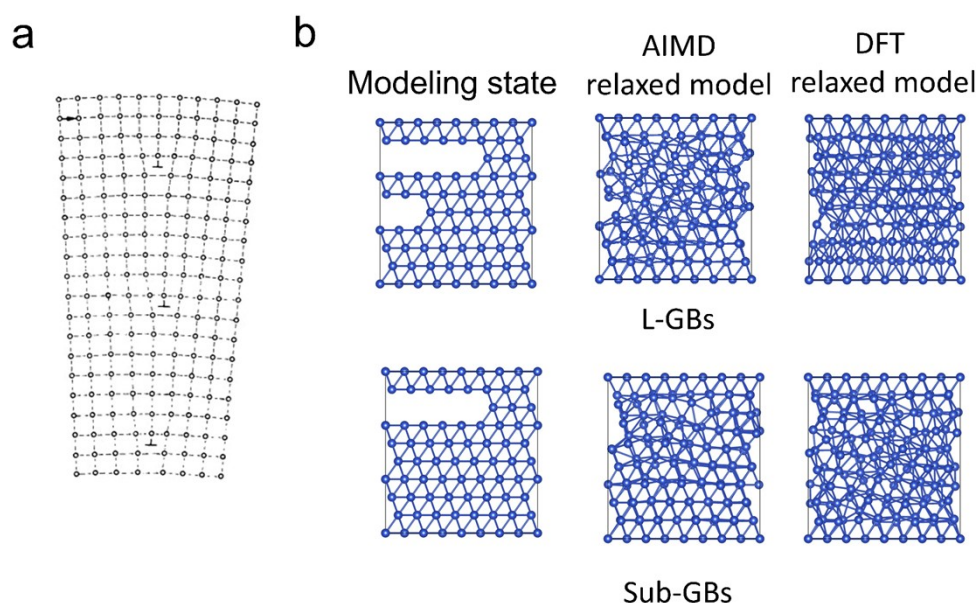 a
b
Modeling state
AIMD
relaxed model
DFT
relaxed model
L-GBs
Sub-GBs